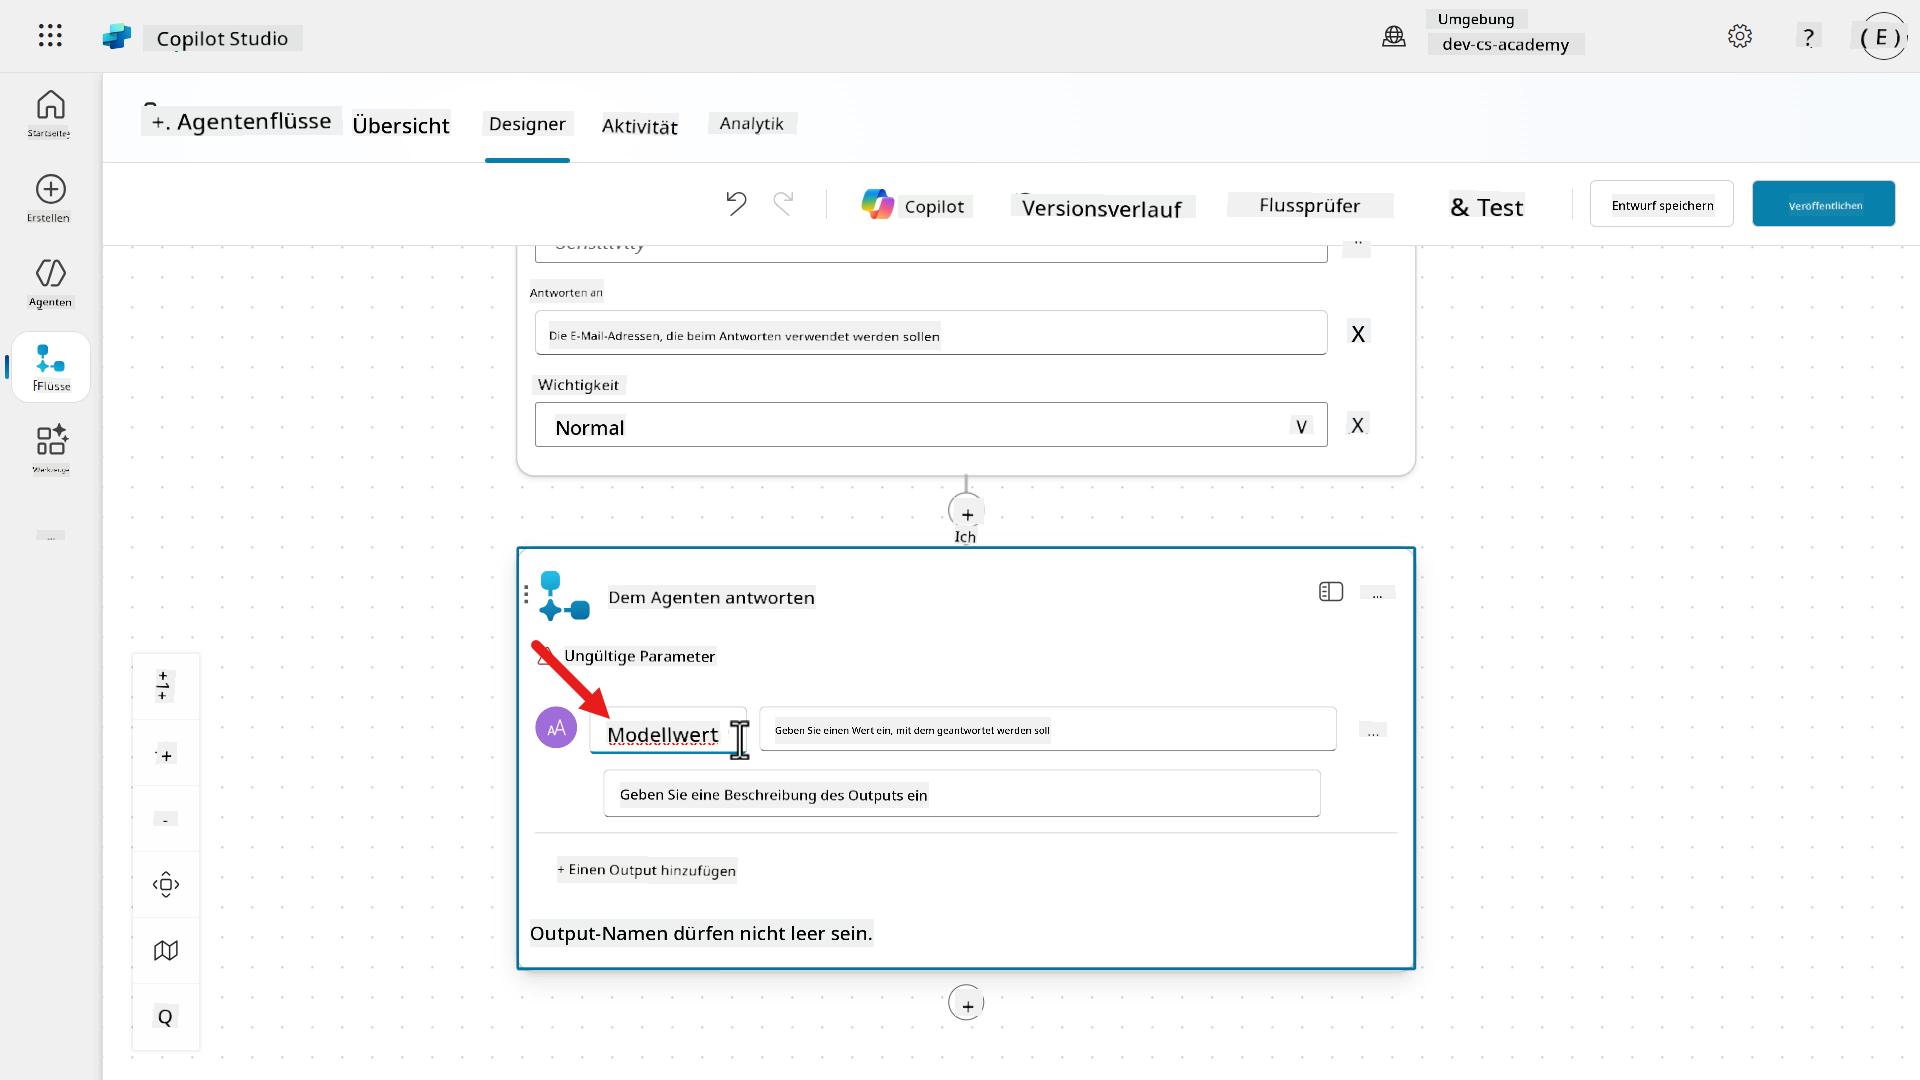 Copilot Studio
Umgebung
dev-cs-academy
?
( E )
+. Agentenflüsse
Übersicht
Designer
Aktivität
Analytik
Copilot
Versionsverlauf
Flussprüfer
& Test
Entwurf speichern
Veröffentlichen
Startseite
Erstellen
Agenten
Flüsse
Werkzeuge
...
Sensitivity
Antworten an
Die E-Mail-Adressen, die beim Antworten verwendet werden sollen
X
Wichtigkeit
Normal
V
X
+
Ich
Dem Agenten antworten
...
Ungültige Parameter
AA
Modellwert
Geben Sie einen Wert ein, mit dem geantwortet werden soll
...
Geben Sie eine Beschreibung des Outputs ein
+ Einen Output hinzufügen
Output-Namen dürfen nicht leer sein.
+
+
-
Q